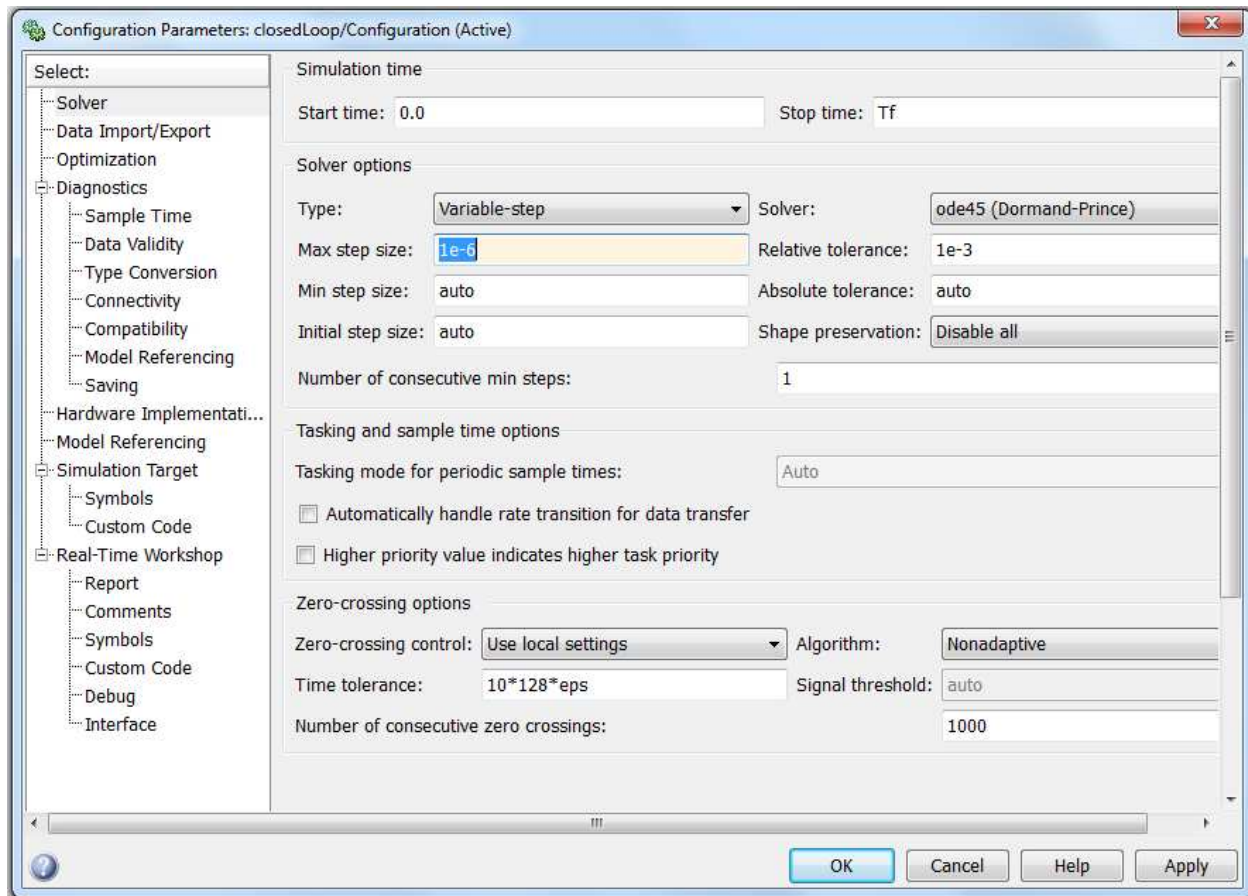 Configuration Parameters: closedLoop/Configuration (Active)
Select:
Solver
Data Import/Export
Optimization
Diagnostics
Sample Time
Data Validity
Type Conversion
Connectivity
Compatibility
Model Referencing
Saving
Hardware Implementati...
Model Referencing
Simulation Target
Symbols
Custom Code
Real-Time Workshop
Report
Comments
Symbols
Custom Code
Debug
Interface
Simulation time
Start time: 0.0 Stop time: Tf
Solver options
Type: Variable-step Solver: ode45 (Dormand-Prince)
Max step size: 1e-6 Relative tolerance: 1e-3
Min step size: auto Absolute tolerance: auto
Initial step size: auto Shape preservation: Disable all
Number of consecutive min steps: 1
Tasking and sample time options
Tasking mode for periodic sample times: Auto
Automatically handle rate transition for data transfer
Higher priority value indicates higher task priority
Zero-crossing options
Zero-crossing control: Use local settings Algorithm: Nonadaptive
Time tolerance: 10*128*eps Signal threshold: auto
Number of consecutive zero crossings: 1000
OK Cancel Help Apply